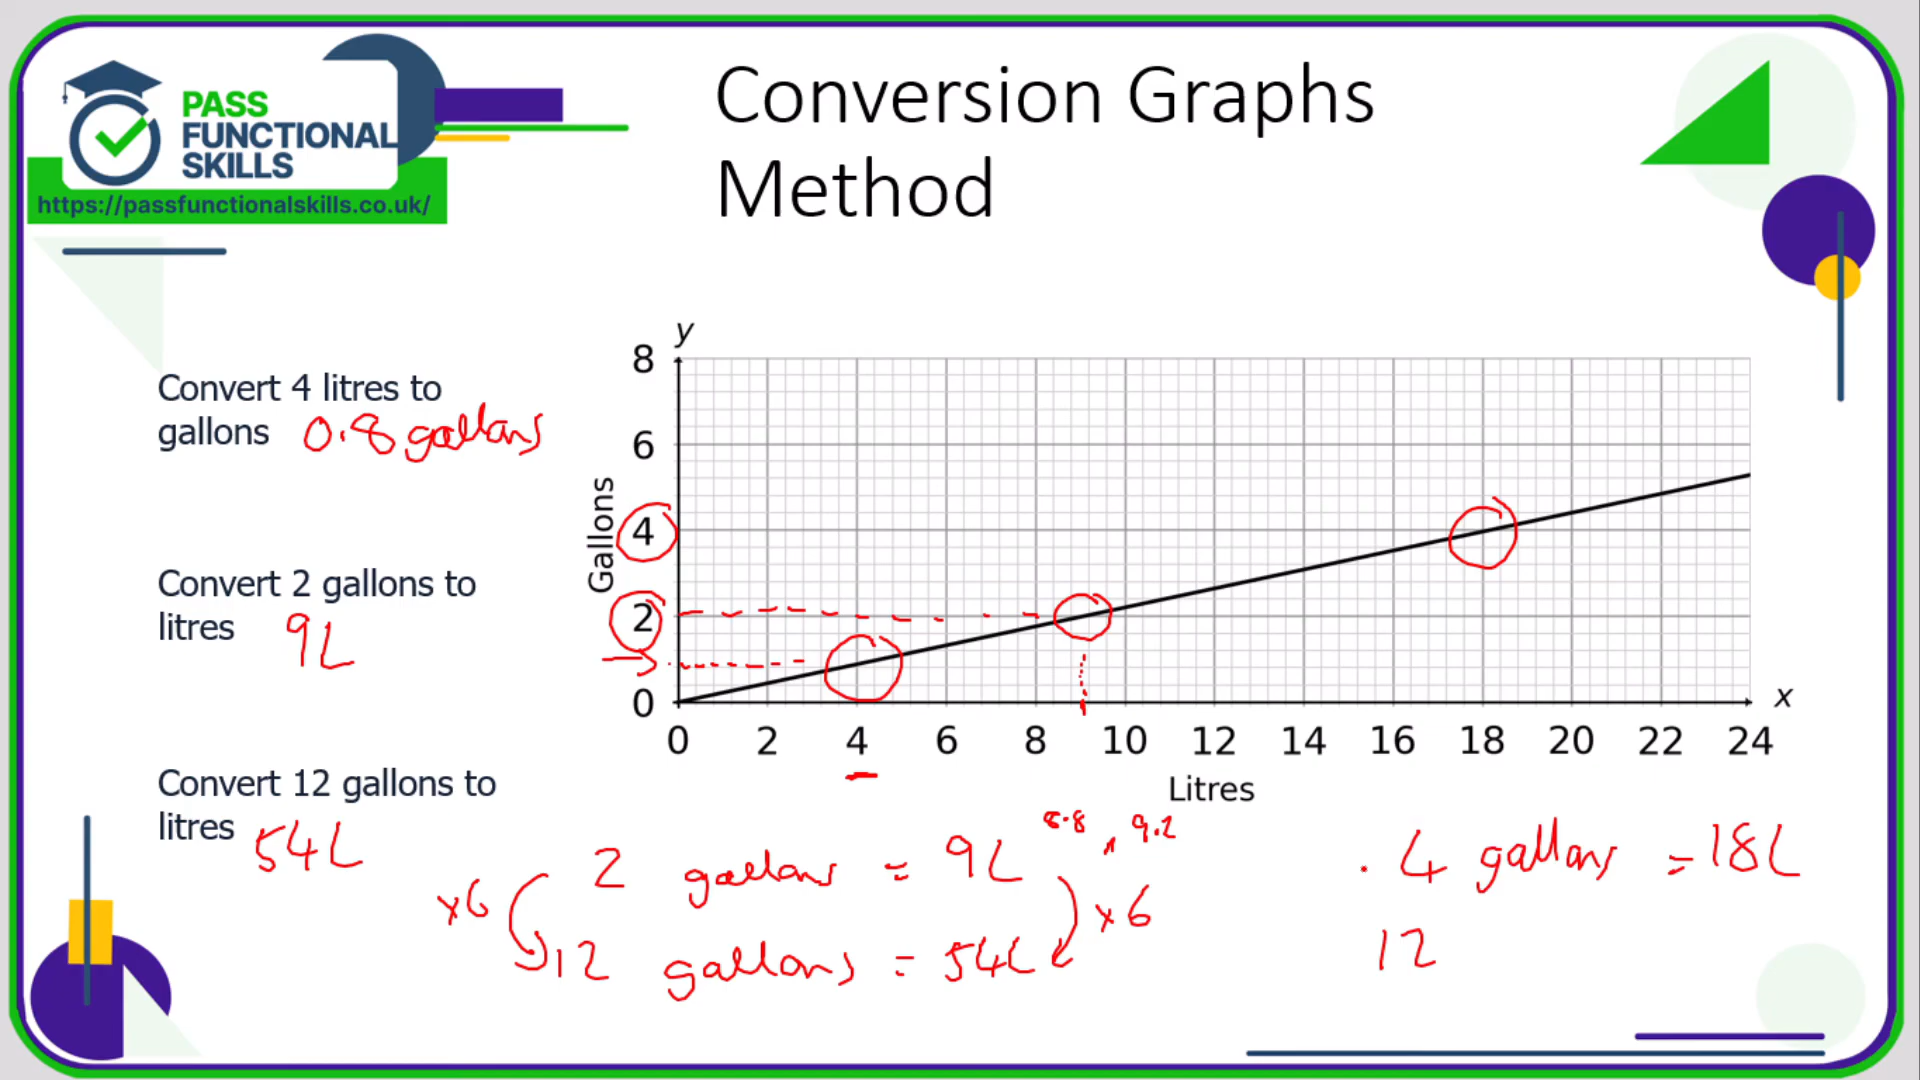 PASS
FUNCTIONAL
SKILLS
https://passfunctionalskills.co.uk/
Conversion Graphs
Method
Convert 4 litres to
gallons 0.8 gallons
Convert 2 gallons to
litres 9L
Convert 12 gallons to
litres 54L
y
8
6
4
2
0
Gallons
0 2 4 6 8 10 12 14 16 18 20 22 24
x
Litres
8.8 9.2
2 gallons = 9L
x6 x6
12 gallons = 54L
4 gallons = 18L
12